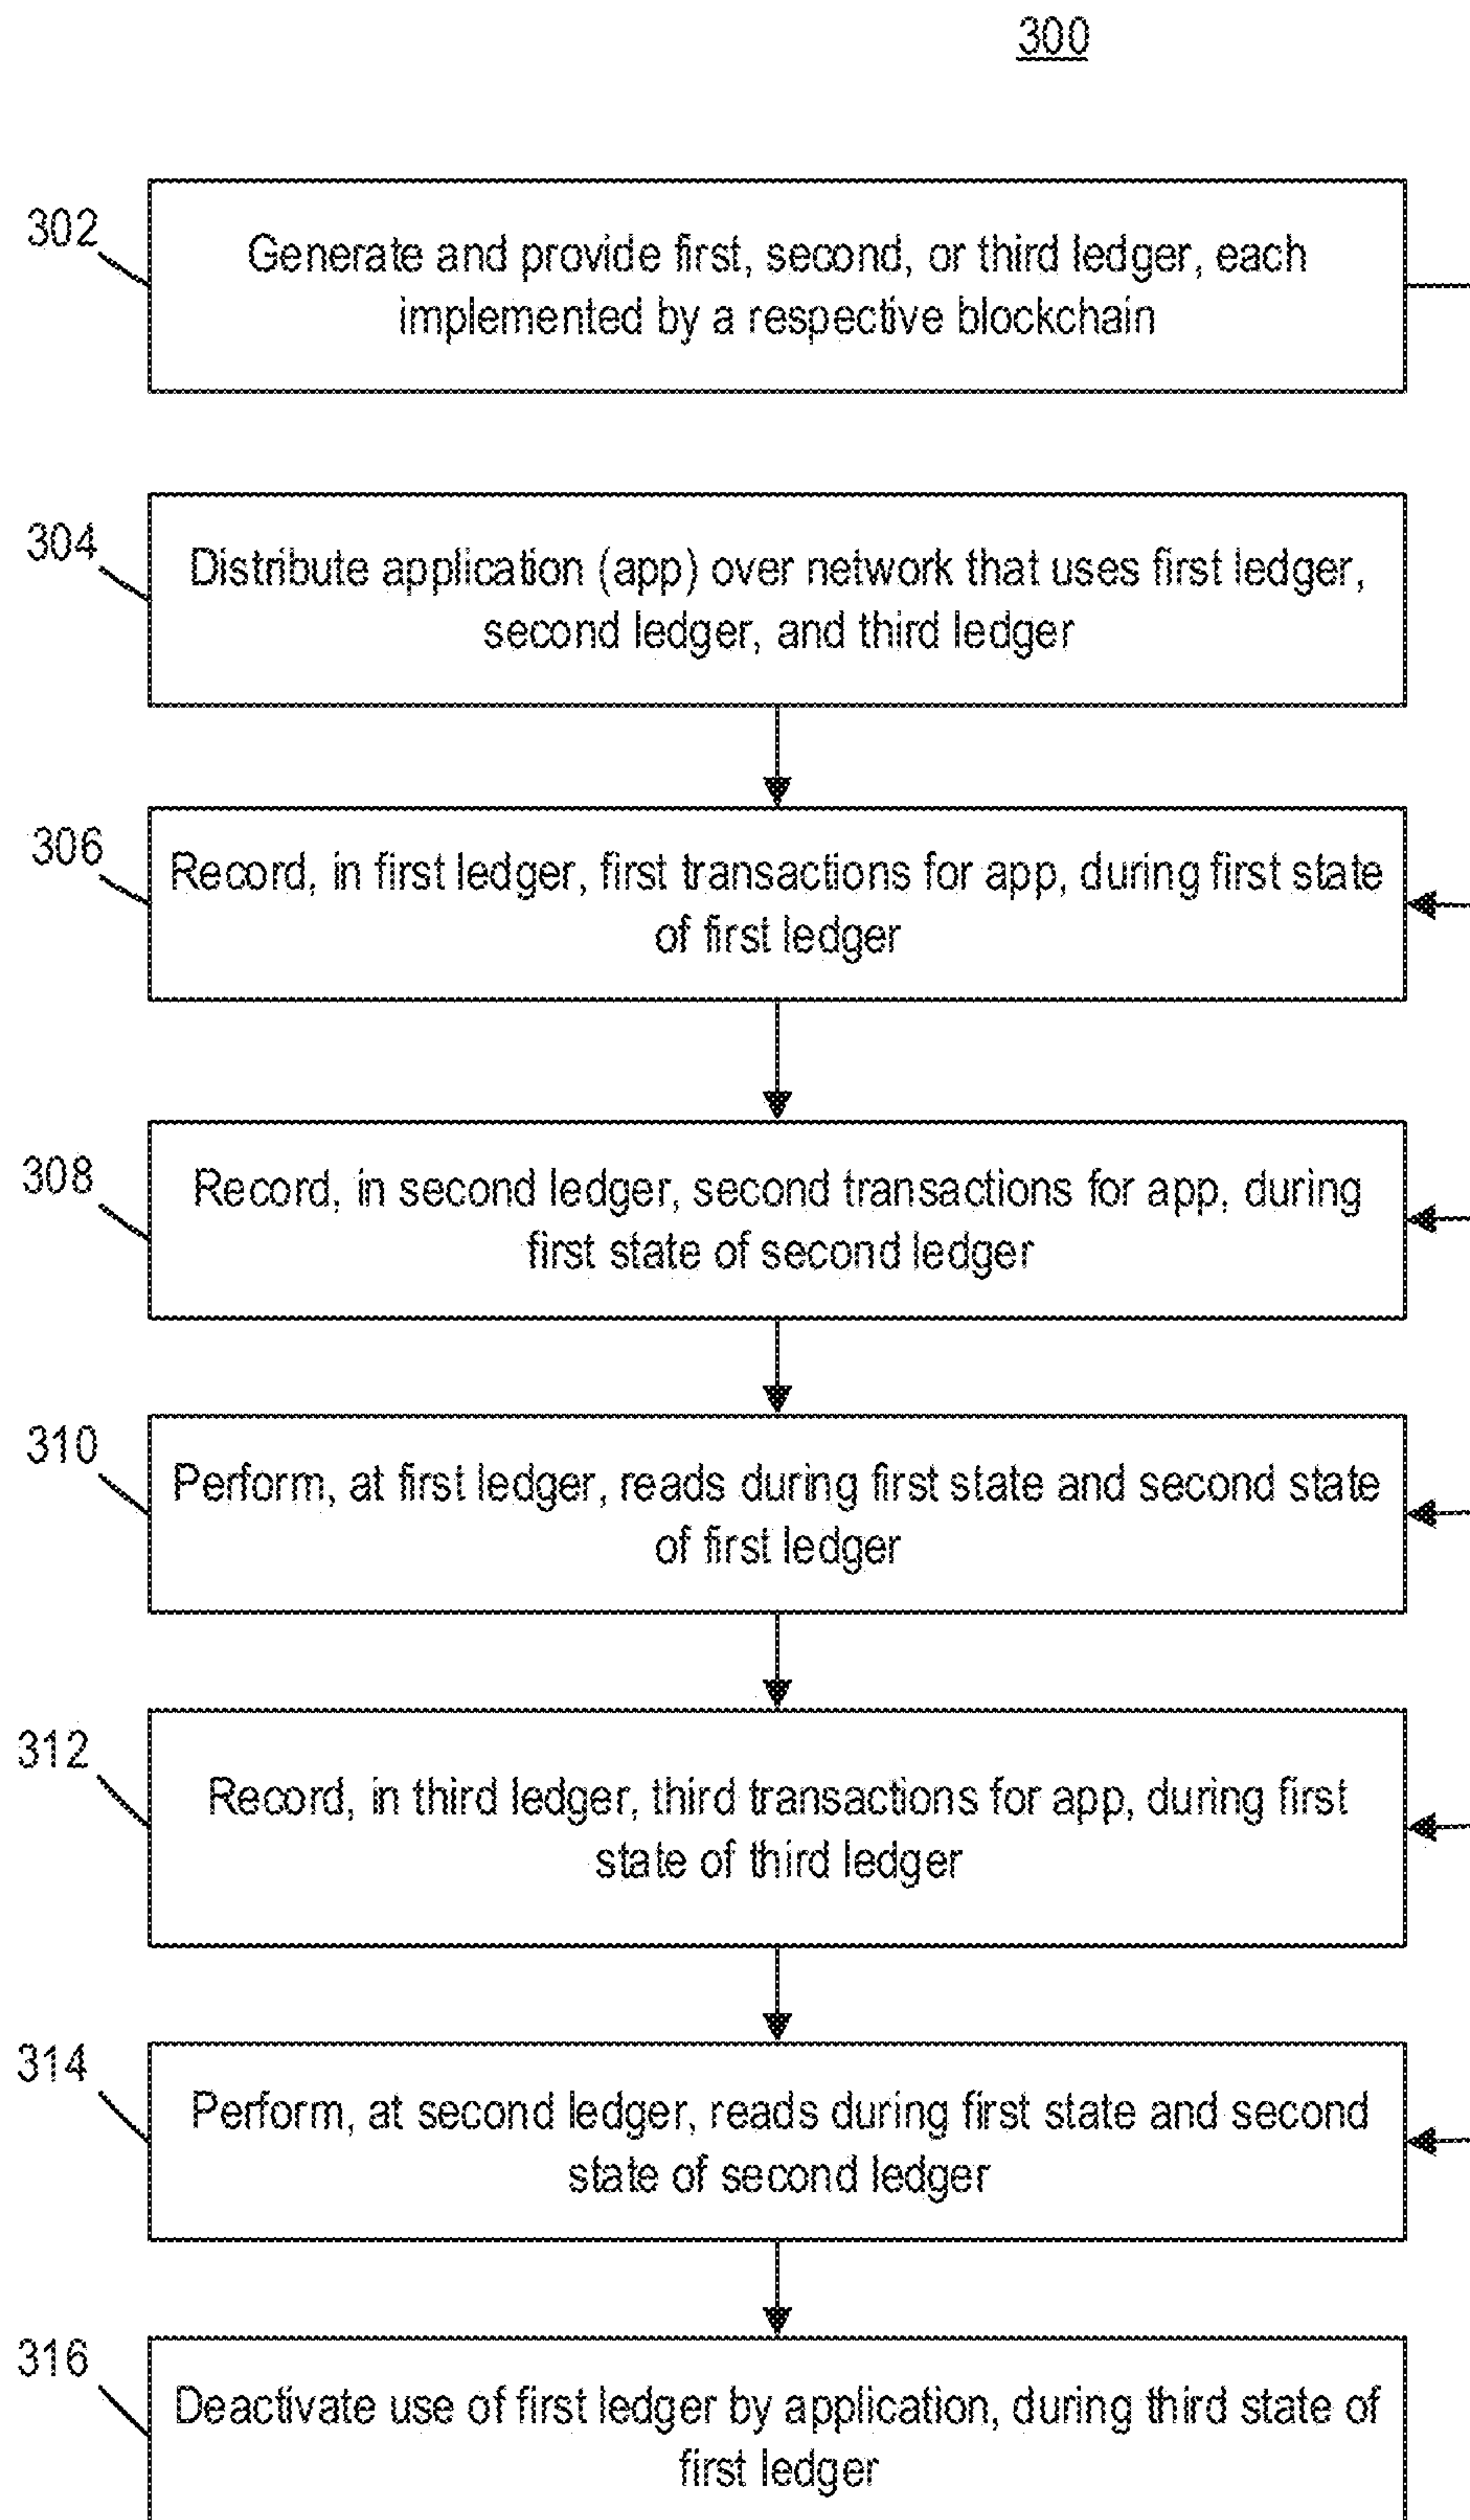 300
302
Generate and provide first, second, or third ledger, each
implemented by a respective blockchain
304
Distribute application (app) over network that uses first ledger,
second ledger, and third ledger
306
Record, in first ledger, first transactions for app, during first state
of first ledger
308
Record, in second ledger, second transactions for app, during
first state of second ledger
310
Perform, at first ledger, reads during first state and second state
of first ledger
312
Record, in third ledger, third transactions for app, during first
state of third ledger
314
Perform, at second ledger, reads during first state and second
state of second ledger
316
Deactivate use of first ledger by application, during third state of
first ledger